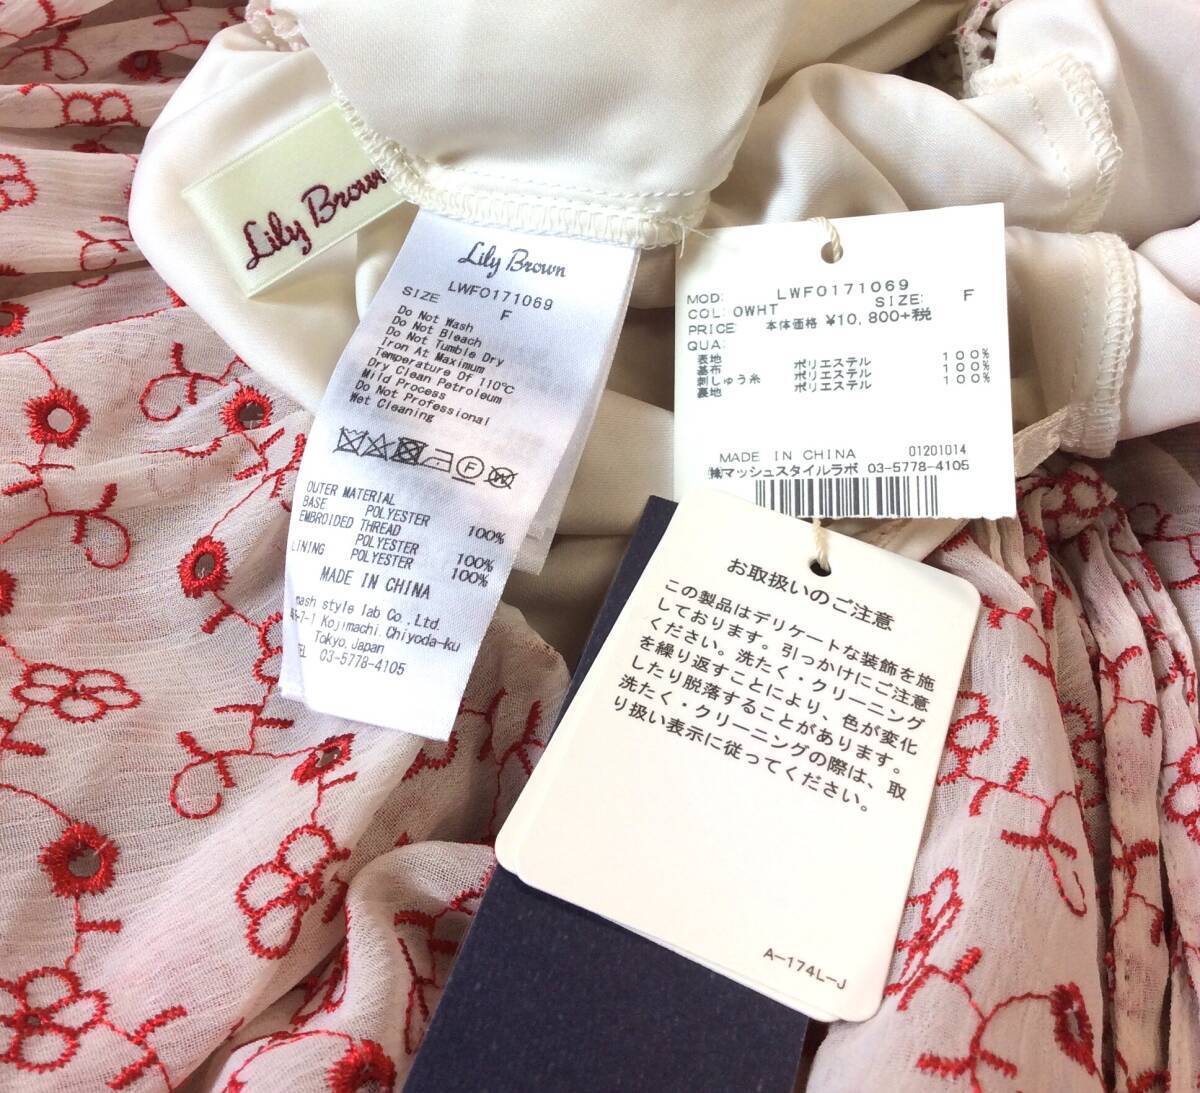 Lily Brown
Lily Brown
LWFO171069
SIZE
F
Do Not Wash
Do Not Bleach
Do Not Tumble Dry
Iron At Maximum
Temperature Of 110℃
Dry Clean Petroleum
Mild Process
Do Not Professional
Wet Cleaning
OUTER MATERIAL
BASE
POLYESTER 100%
EMBROIDED THREAD
POLYESTER 100%
LINING POLYESTER 100%
MADE IN CHINA
mash style lab Co.,Ltd.
-7-1 Kojimachi, Chiyoda-ku
Tokyo, Japan
TEL 03-5778-4105
MOD: LWFO171069
COL: OWHT SIZE: F
PRICE: 本体価格 ¥10,800+税
QUA:
表地 100%
基布 ポリエステル 100%
刺しゅう糸 ポリエステル 100%
裏地 ポリエステル
MADE IN CHINA 01201014
㈱マッシュスタイルラボ 03-5778-4105
お取扱いのご注意
この製品はデリケートな装飾を施
しております。引っかけにご注意
ください。洗たく・クリーニング
を繰り返すことにより、色が変化
したり脱落することがあります。
洗たく・クリーニングの際は、取
り扱い表示に従ってください。
A-174L-J